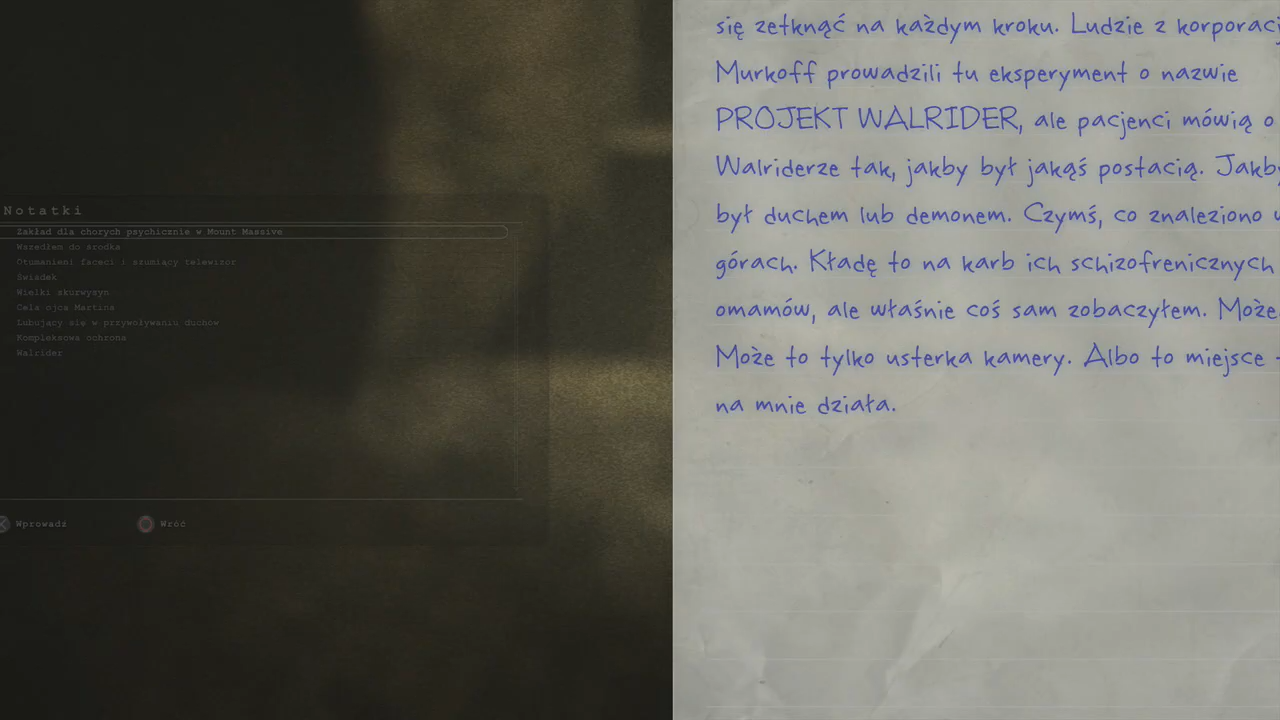 Notatki
Zakład dla chorych psychicznie w Mount Massive
Wszedłem do środka
Otumanieni faceci i szumiący telewizor
Świadek
Wielki skurwysyn
Cela ojca Martina
Lubujący się w przywoływaniu duchów
Kompleksowa ochrona
Walrider
Wprowadź
Wróć
się zetknąć na każdym kroku. Ludzie z korporacj
Murkoff prowadzili tu eksperyment o nazwie
PROJEKT WALRIDER, ale pacjenci mówią o
Walriderze tak, jakby był jakąś postacią. Jakby
był duchem lub demonem. Czymś, co znaleziono
górach. Kładę to na karb ich schizofrenicznych
omamów, ale właśnie coś sam zobaczyłem. Może
Może to tylko usterka kamery. Albo to miejsce
na mnie działa.